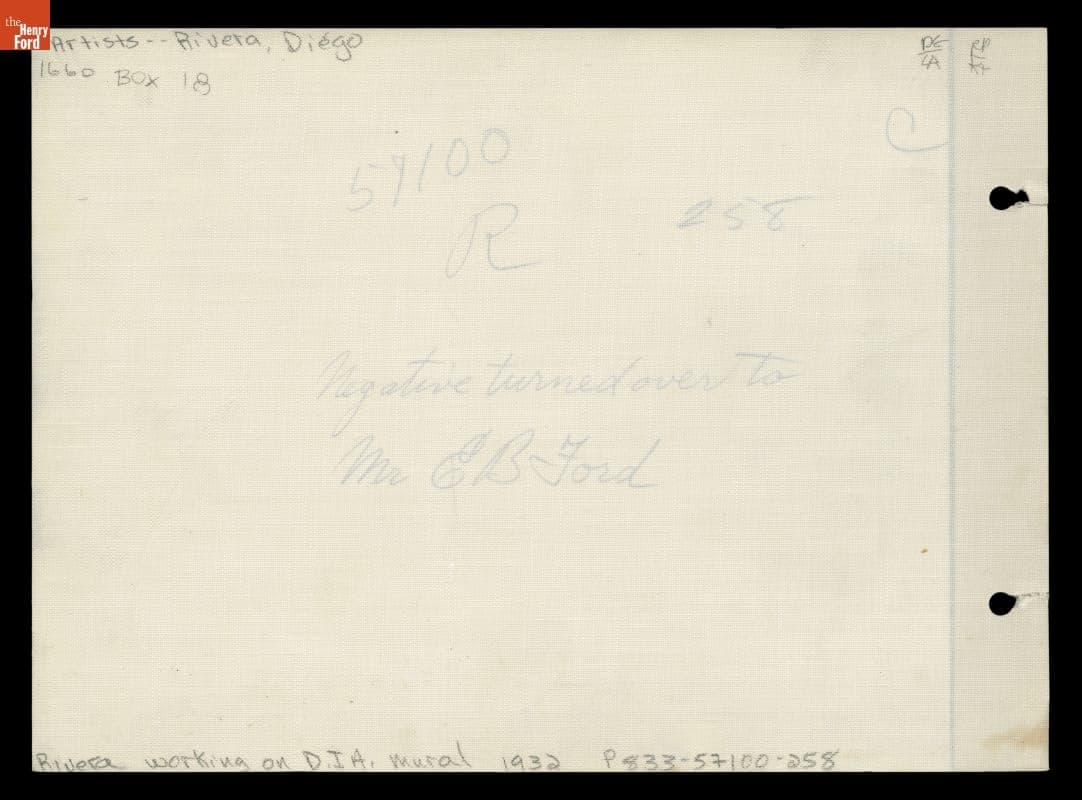 the Henry Ford
Artists -- Rivera, Diégo
1660 Box 18
C
57100
R
258
Negative turned over to
Mr E B Ford
Rivera working on D.I.A. mural 1932 P833-57100-258